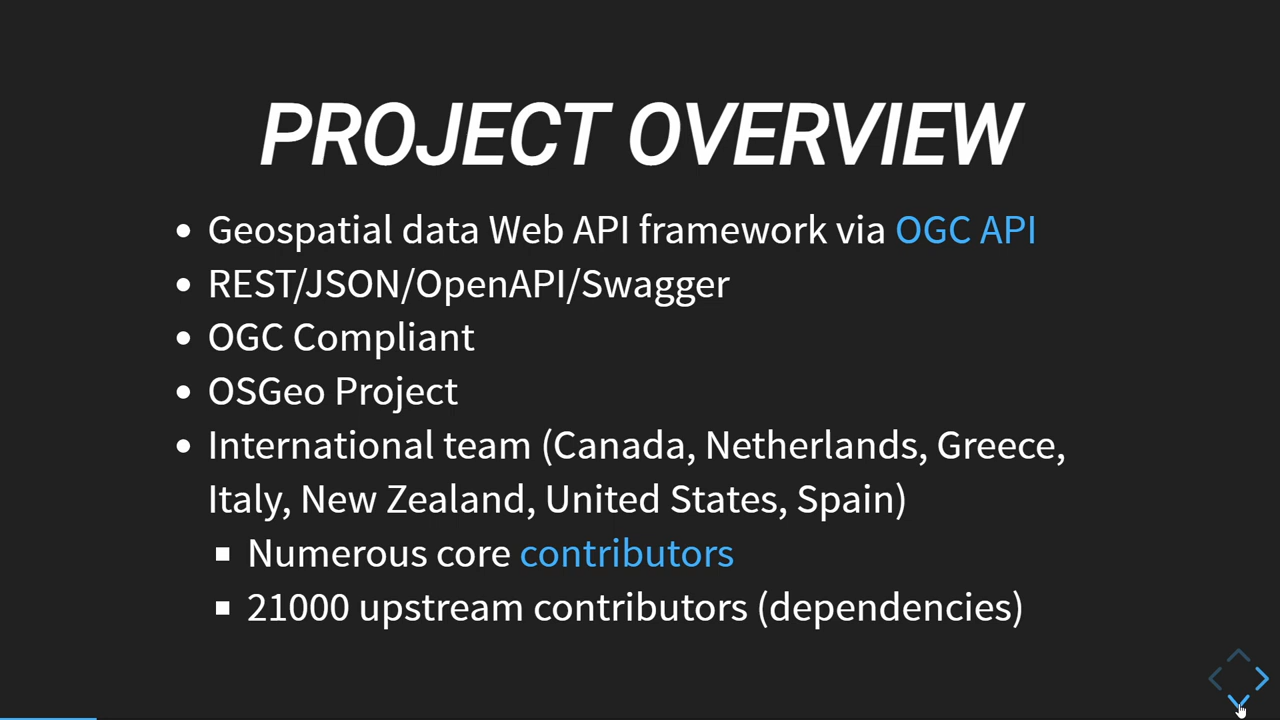 PROJECT OVERVIEW
Geospatial data Web API framework via OGC API
REST/JSON/OpenAPI/Swagger
OGC Compliant
OSGeo Project
International team (Canada, Netherlands, Greece,
Italy, New Zealand, United States, Spain)
Numerous core contributors
21000 upstream contributors (dependencies)